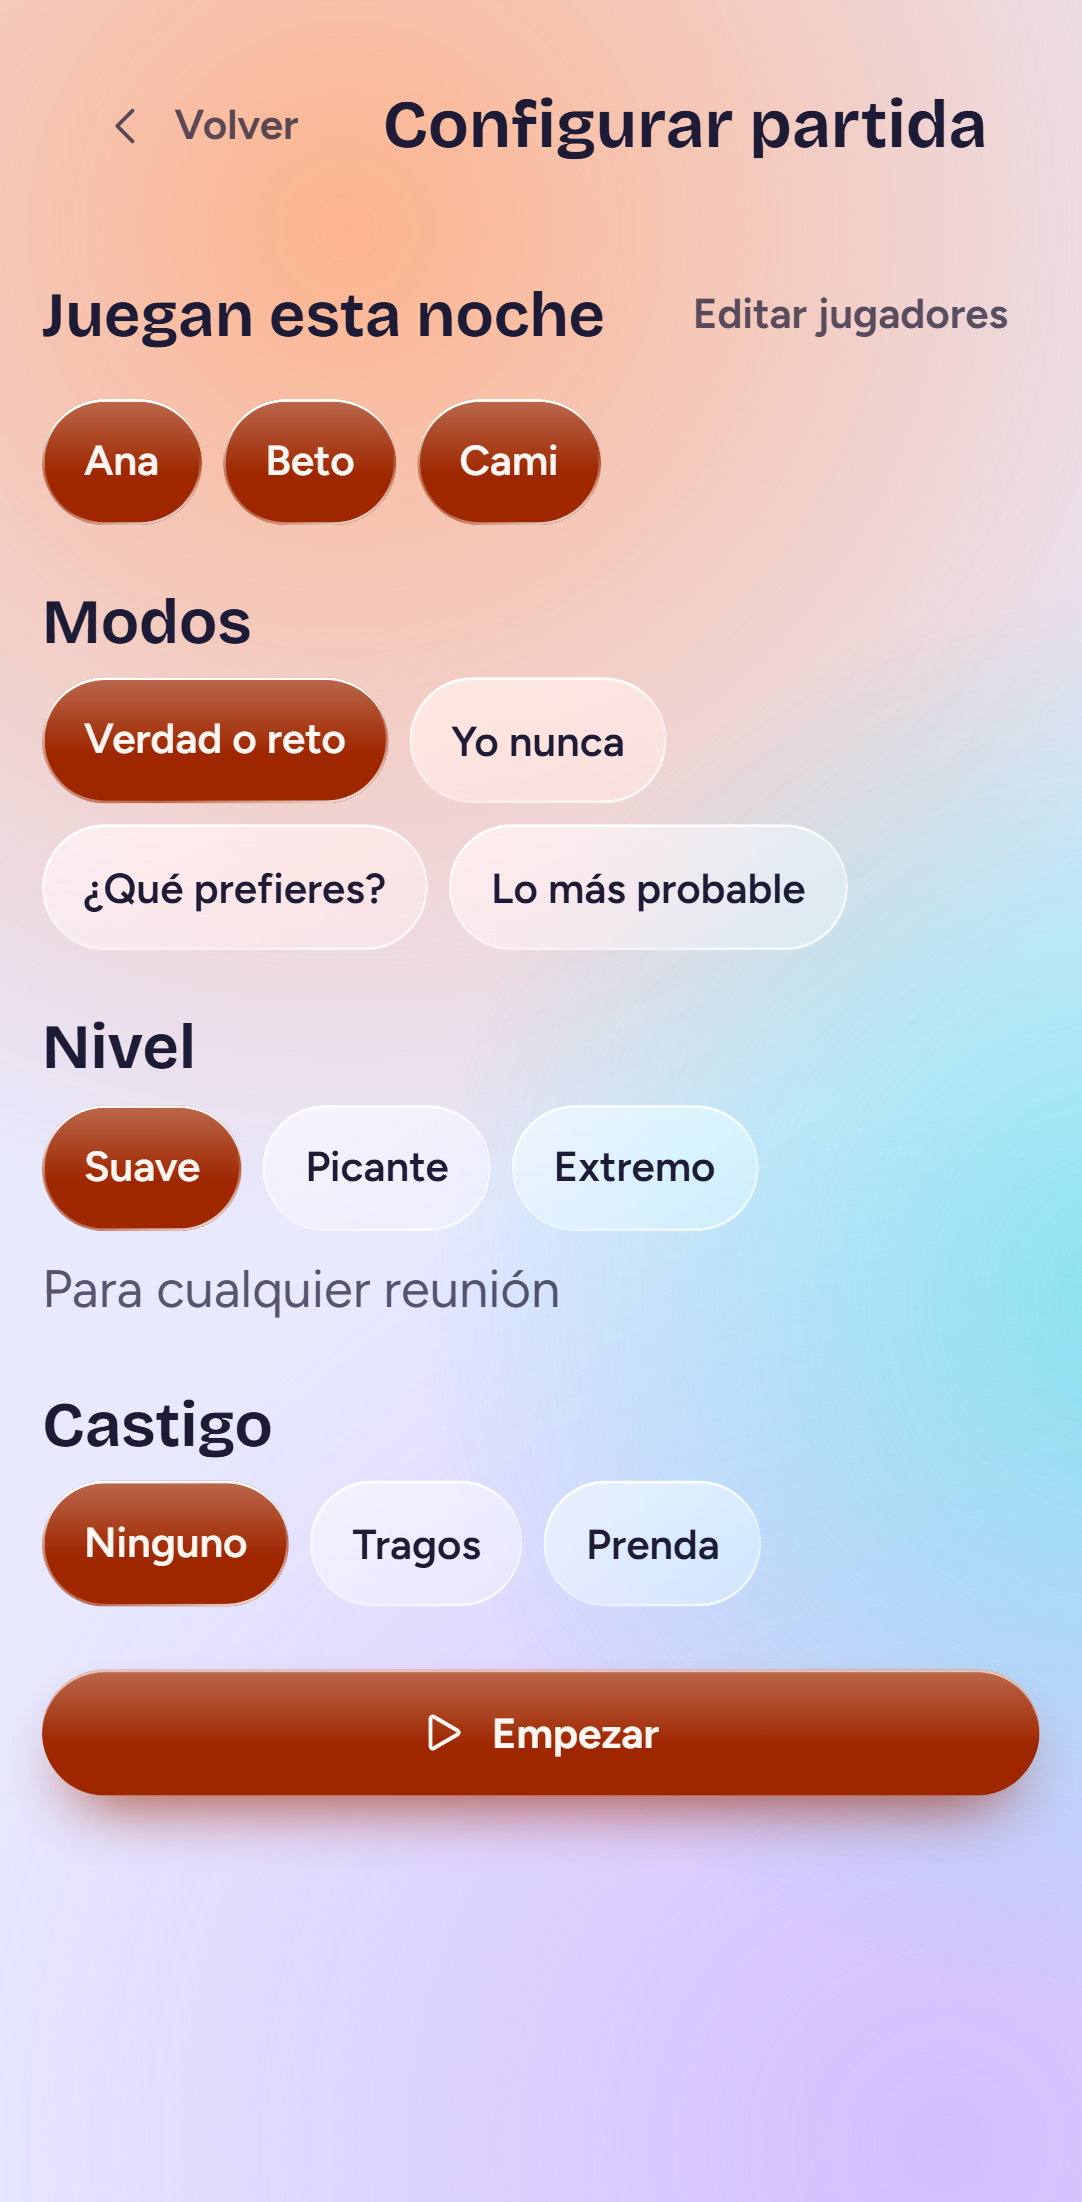 Volver Configurar partida
Juegan esta noche Editar jugadores
Ana Beto Cami
Modos
Verdad o reto Yo nunca
¿Qué prefieres? Lo más probable
Nivel
Suave Picante Extremo
Para cualquier reunión
Castigo
Ninguno Tragos Prenda
Empezar